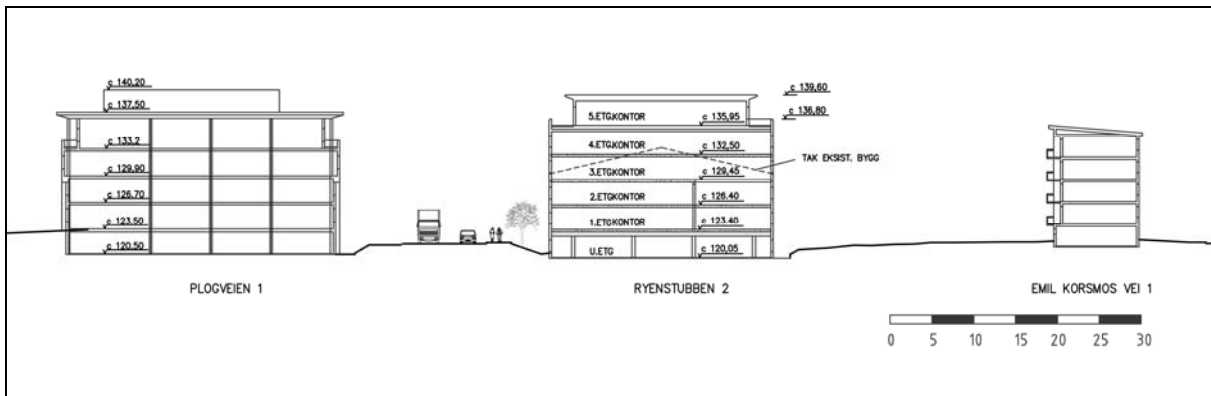 c 140,20
c 137,50
c 133,2
c 129,90
c 126,70
c 123,50
c 120,50
PLOGVEIEN 1
c 139,60
c 136,80
5.ETG.KONTOR c 135,95
4.ETG.KONTOR c 132,50
TAK EKSIST. BYGG
3.ETG.KONTOR c 129,45
2.ETG.KONTOR c 126.40
1.ETG.KONTOR c 123.40
U.ETG c 120,05
RYENSTUBBEN 2
EMIL KORSMOS VEI 1
0 5 10 15 20 25 30